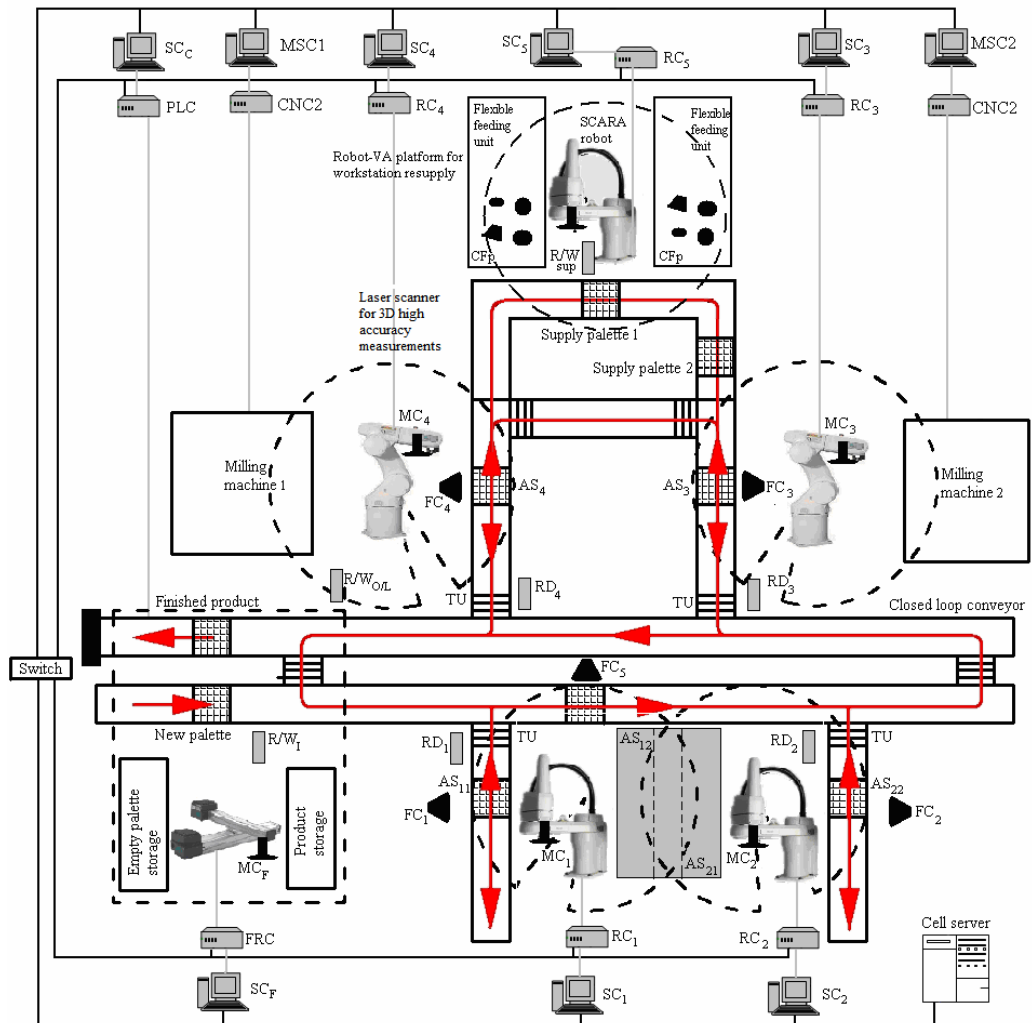 SC_C
MSC1
SC_4
SC_5
RC_5
SC_3
MSC2
PLC
CNC2
RC_4
RC_3
CNC2
Flexible
feeding
unit
SCARA
robot
Flexible
feeding
unit
Robot-VA platform for
workstation resupply
CFp
R/W
sup
CFp
Laser scanner
for 3D high
accuracy
measurements
Supply palette 1
Supply palette 2
MC_4
MC_3
Milling
machine 1
FC_4
AS_4
AS_3
FC_3
Milling
machine 2
R/W_O/L
RD_4
RD_3
TU
TU
Finished product
Closed loop conveyor
Switch
FC_5
New palette
R/W_I
RD_1
TU
AS_12
RD_2
TU
AS_11
AS_22
FC_1
FC_2
Empty palette
storage
Product
storage
MC_F
MC_1
MC_2
AS_21
FRC
RC_1
RC_2
Cell server
SC_F
SC_1
SC_2